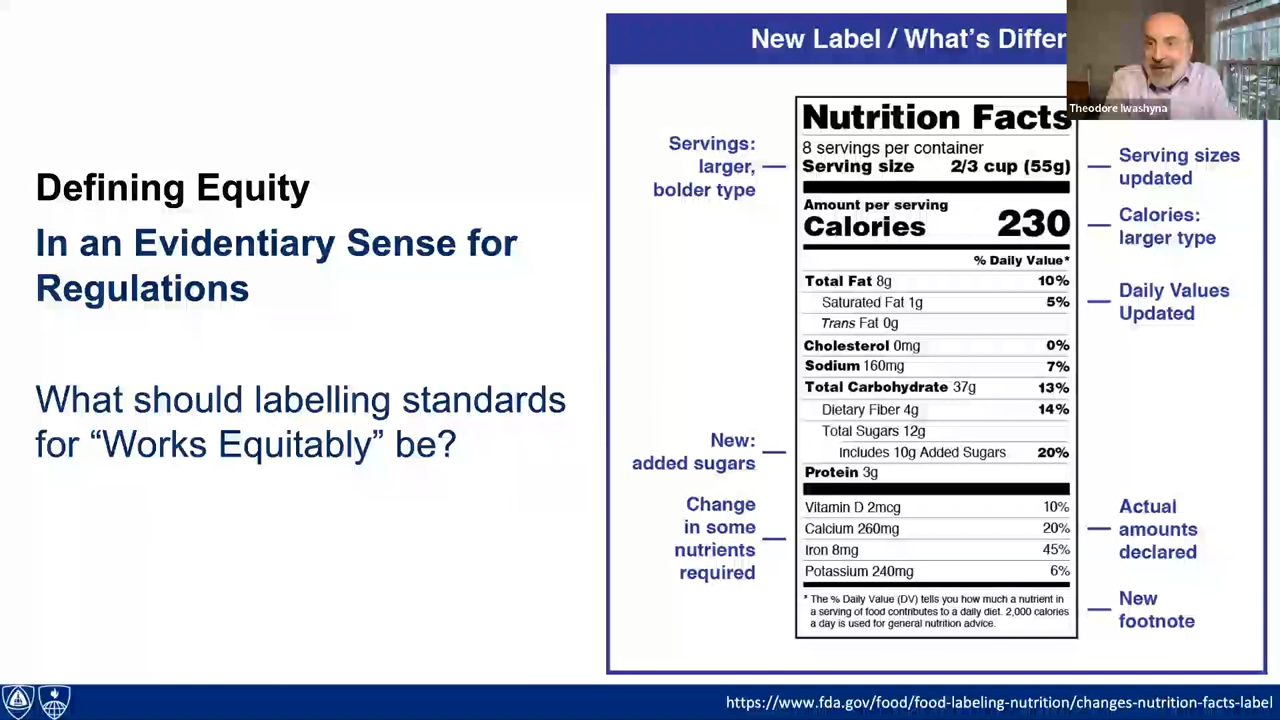 Defining Equity
In an Evidentiary Sense for
Regulations
What should labelling standards
for “Works Equitably” be?
New Label / What’s Differ
Theodore Iwashyna
Servings:
larger,
bolder type
New:
added sugars
Change
in some
nutrients
required
Nutrition Facts
8 servings per container
Serving size 2/3 cup (55g)
Amount per serving
Calories 230
% Daily Value*
Total Fat 8g 10%
Saturated Fat 1g 5%
Trans Fat 0g
Cholesterol 0mg 0%
Sodium 160mg 7%
Total Carbohydrate 37g 13%
Dietary Fiber 4g 14%
Total Sugars 12g
Includes 10g Added Sugars 20%
Protein 3g
Vitamin D 2mcg 10%
Calcium 260mg 20%
Iron 8mg 45%
Potassium 240mg 6%
* The % Daily Value (DV) tells you how much a nutrient in
a serving of food contributes to a daily diet. 2,000 calories
a day is used for general nutrition advice.
Serving sizes
updated
Calories:
larger type
Daily Values
Updated
Actual
amounts
declared
New
footnote
https://www.fda.gov/food/food-labeling-nutrition/changes-nutrition-facts-label